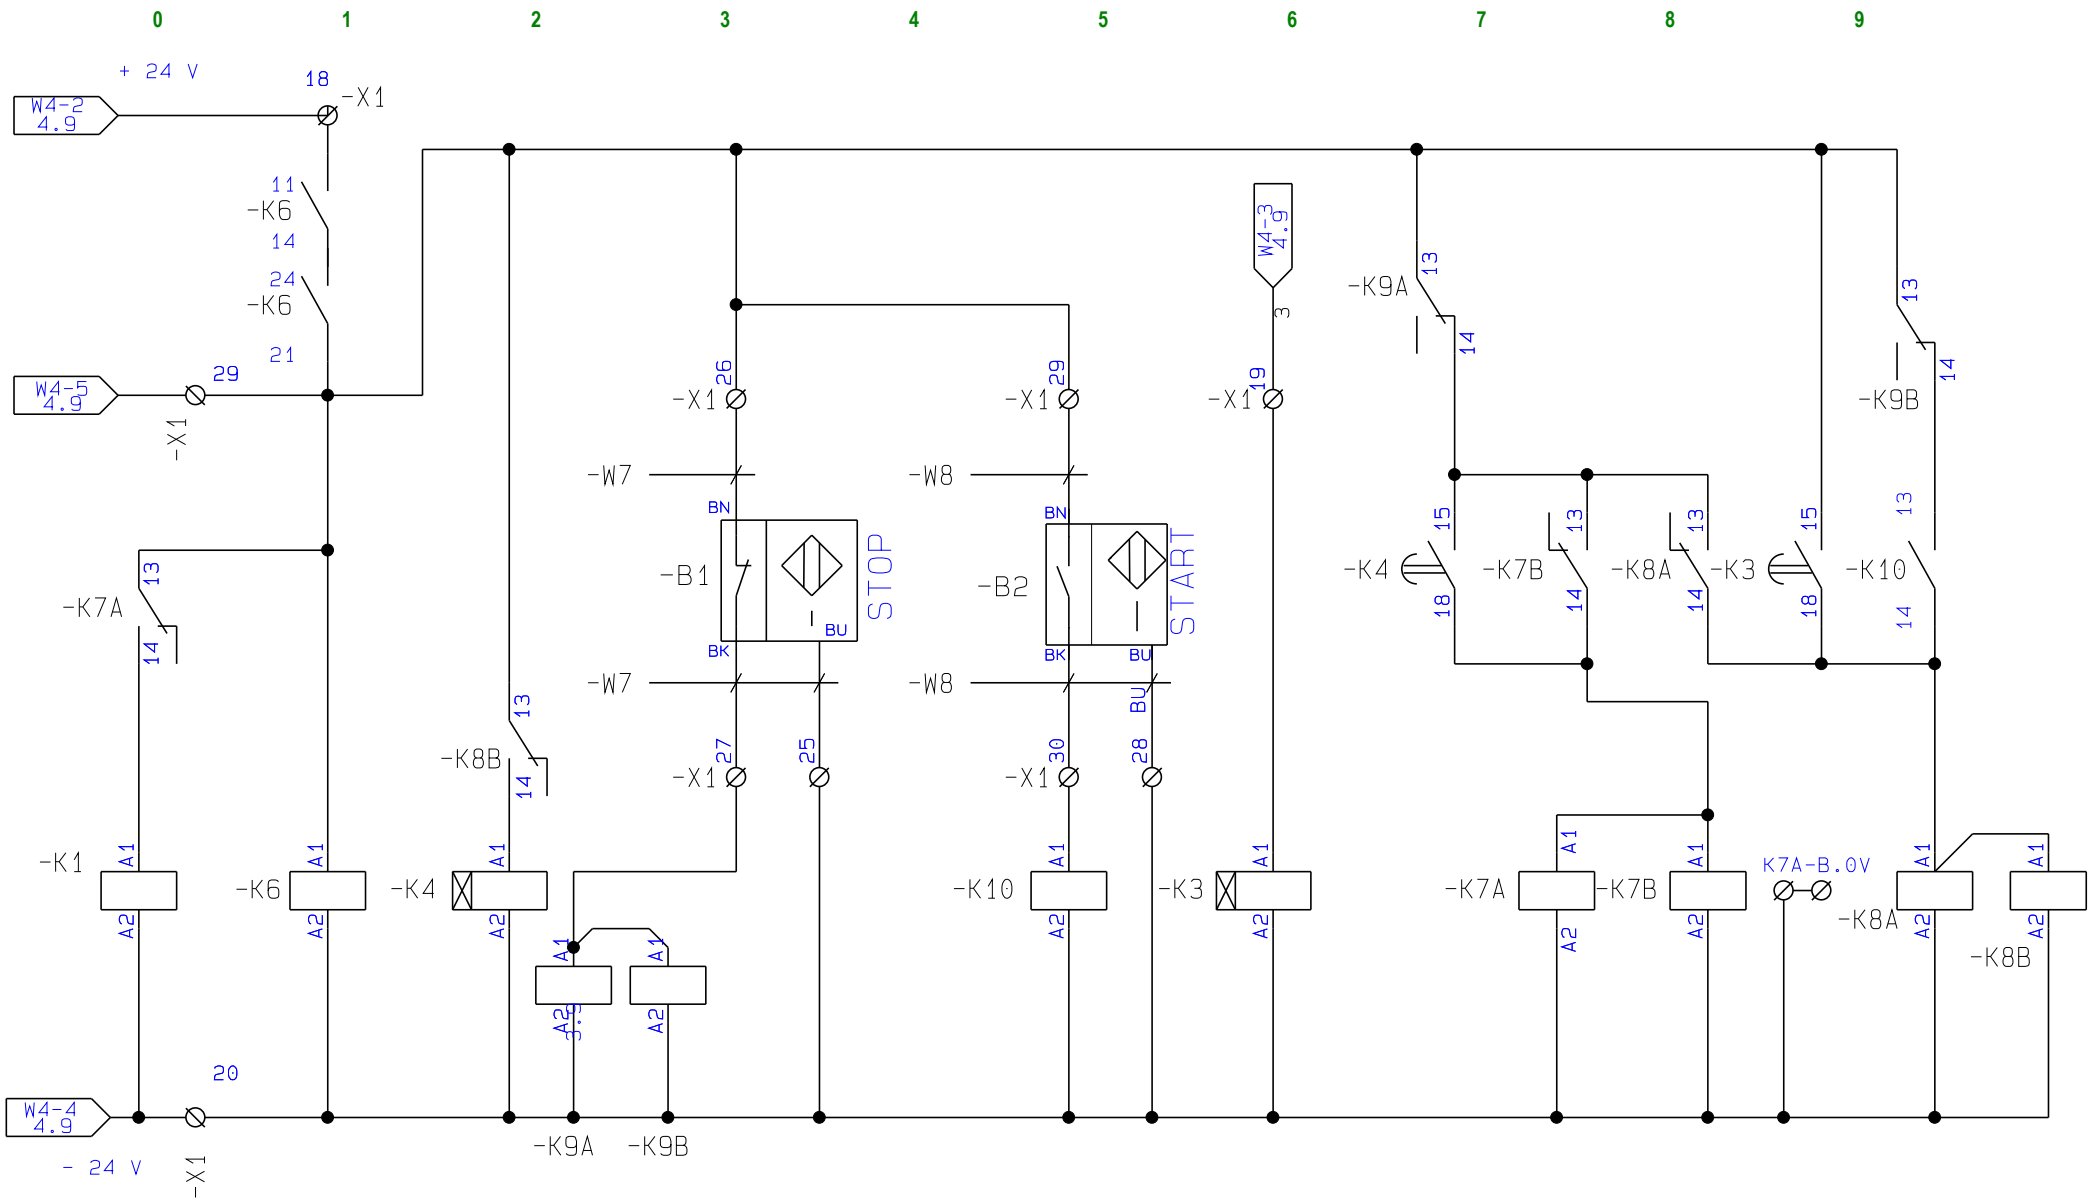 0 1 2 3 4 5 6 7 8 9
+ 24 V
18
-X1
W4-2
4.9
11
-K6
14
24
-K6
21
W4-3
4.9
3
13
-K9A
14
13
14
-K9B
W4-5
4.9
29
-X1
26
-X1
29
-X1
19
-X1
-W7
-W8
BN
-B1
STOP
BU
BK
BN
-B2
START
BK
BU
15
-K4
18
13
-K7B
14
13
-K8A
14
15
-K3
18
13
-K10
14
13
-K7A
14
-W7
-W8
BU
13
-K8B
14
27
-X1
25
30
-X1
28
A1
-K1
A2
A1
-K6
A2
A1
-K4
A2
A1
-K10
A2
A1
-K3
A2
A1
-K7A
A2
A1
-K7B
A2
K7A-B.0V
A1
-K8A
A2
A1
A2
-K8B
A1
A2
3.9
A1
A2
20
W4-4
4.9
- 24 V
-X1
-K9A
-K9B